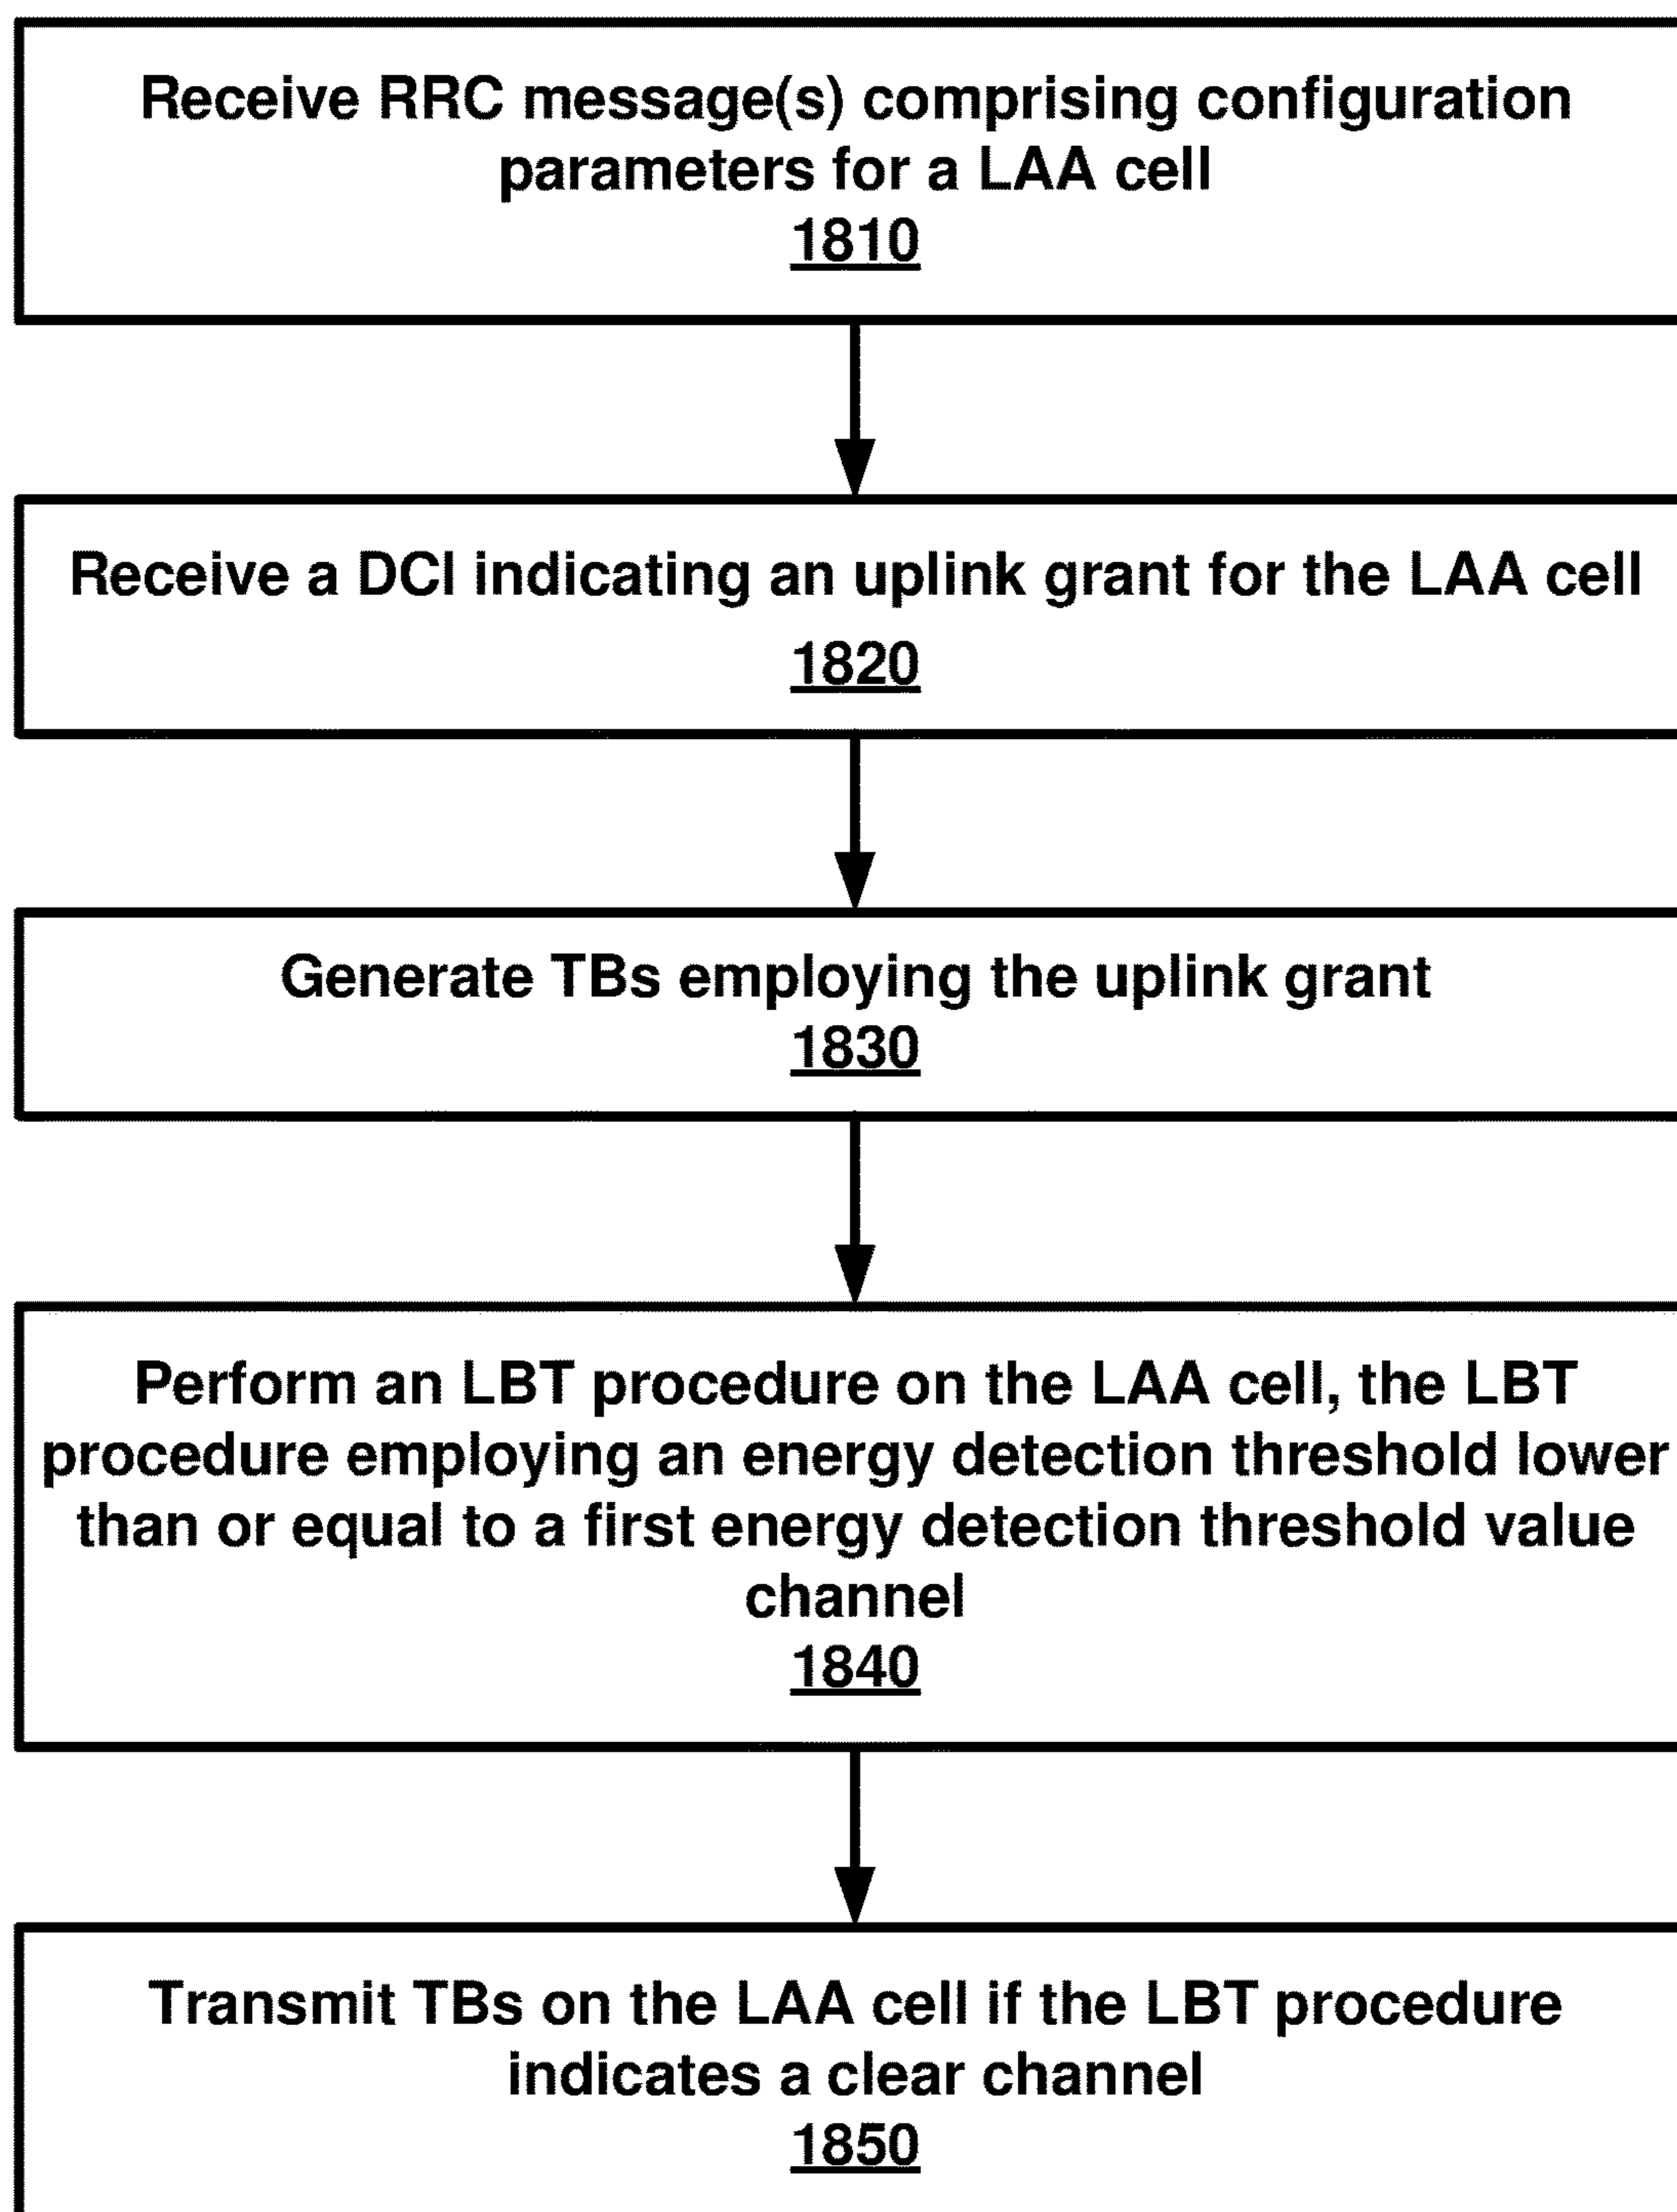 Receive RRC message(s) comprising configuration
parameters for a LAA cell
1810
Receive a DCI indicating an uplink grant for the LAA cell
1820
Generate TBs employing the uplink grant
1830
Perform an LBT procedure on the LAA cell, the LBT
procedure employing an energy detection threshold lower
than or equal to a first energy detection threshold value
channel
1840
Transmit TBs on the LAA cell if the LBT procedure
indicates a clear channel
1850